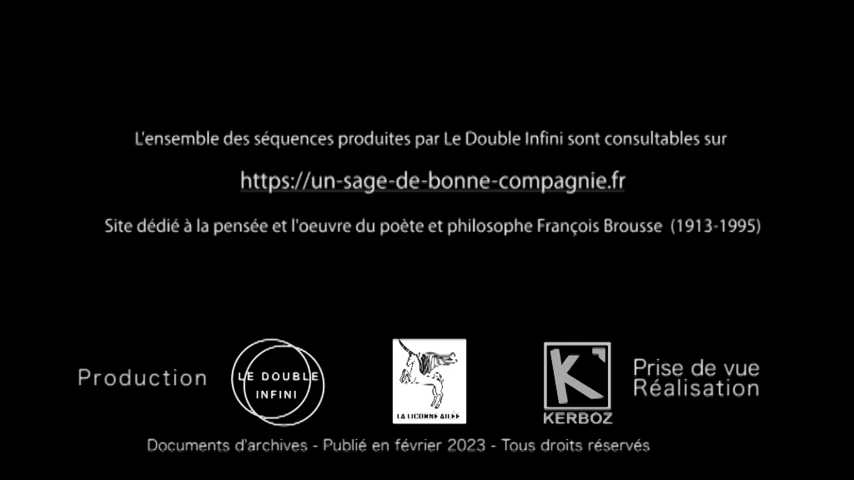 L'ensemble des séquences produites par Le Double Infini sont consultables sur
https://un-sage-de-bonne-compagnie.fr
Site dédié à la pensée et l'oeuvre du poète et philosophe François Brousse (1913-1995)
Production
LE DOUBLE
INFINI
LA LICORNE AILÉE
K
KERBOZ
Prise de vue
Réalisation
Documents d'archives - Publié en février 2023 - Tous droits réservés